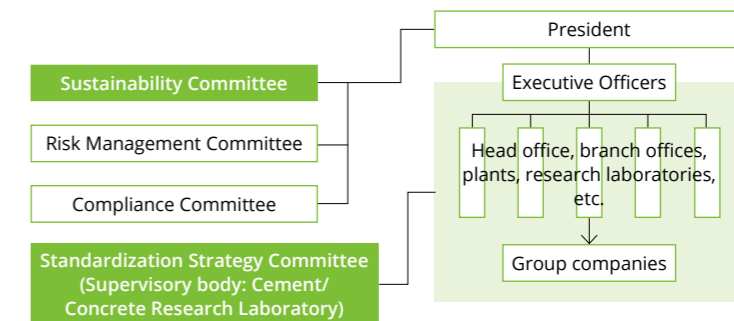 President
Sustainability Committee
Executive Officers
Risk Management Committee
Head office, branch offices,
plants, research laboratories,
etc.
Compliance Committee
Standardization Strategy Committee
(Supervisory body: Cement/
Concrete Research Laboratory)
Group companies